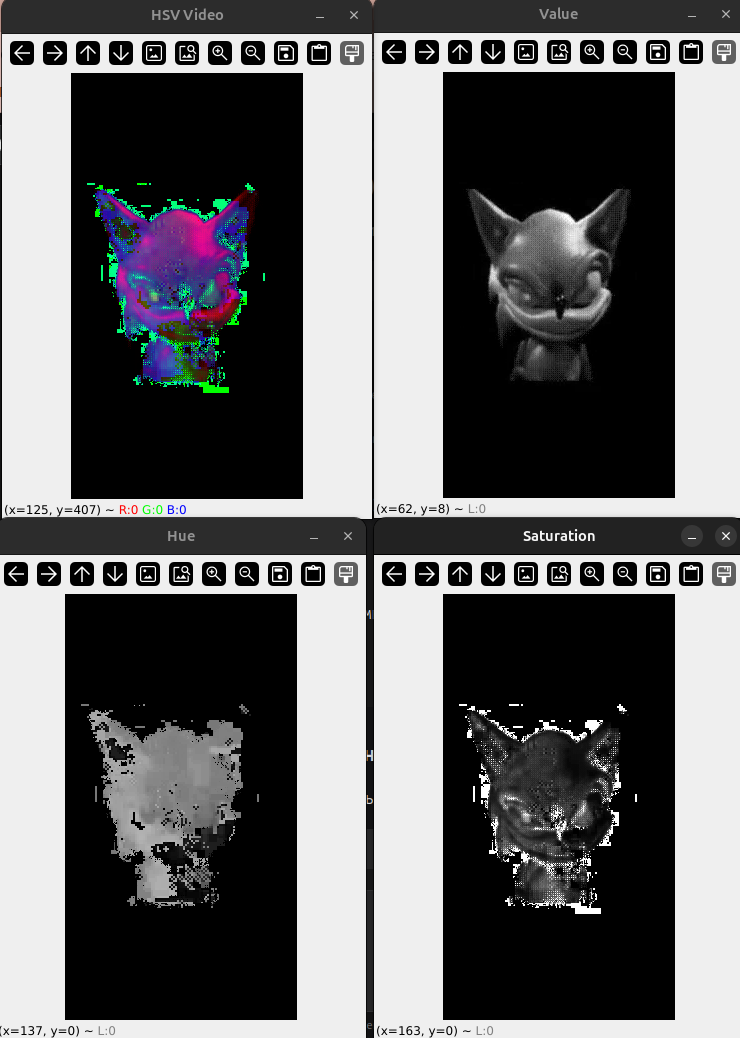 HSV Video
Value
(x=125, y=407) ~ R:0 G:0 B:0
(x=62, y=8) ~ L:0
Hue
Saturation
(x=137, y=0) ~ L:0
(x=163, y=0) ~ L:0